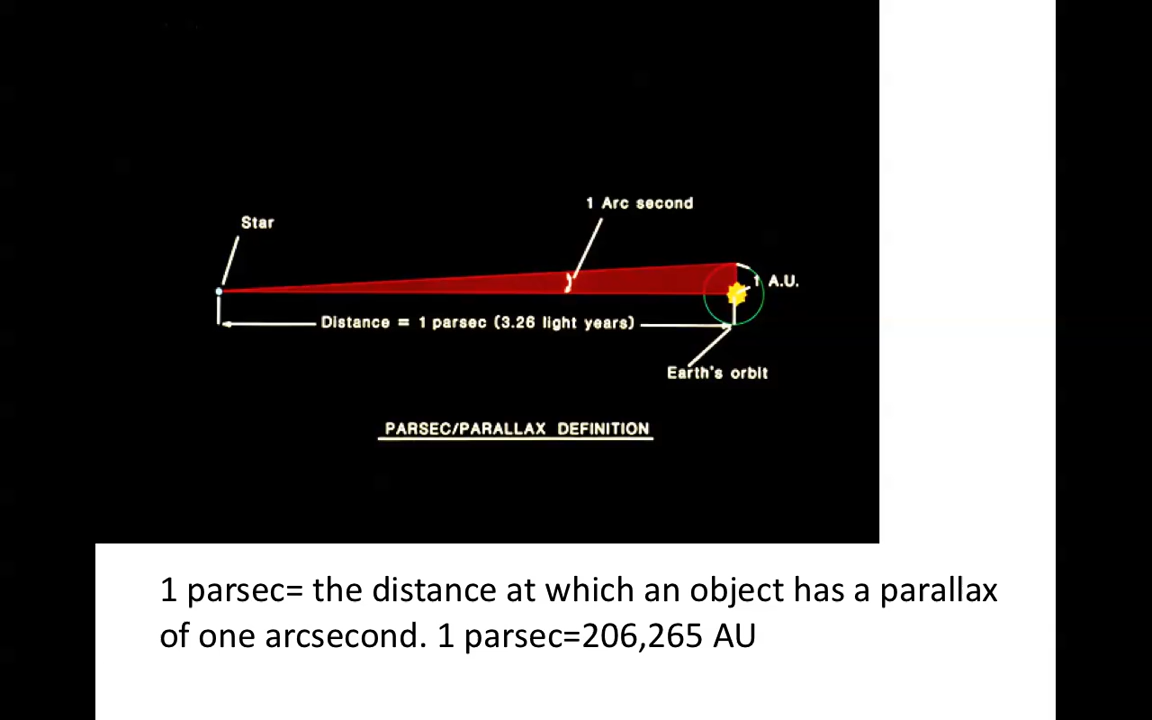 1 Arc second
Star
1 A.U.
Distance = 1 parsec (3.26 light years)
Earth's orbit
PARSEC/PARALLAX DEFINITION
1 parsec= the distance at which an object has a parallax
of one arcsecond. 1 parsec=206,265 AU